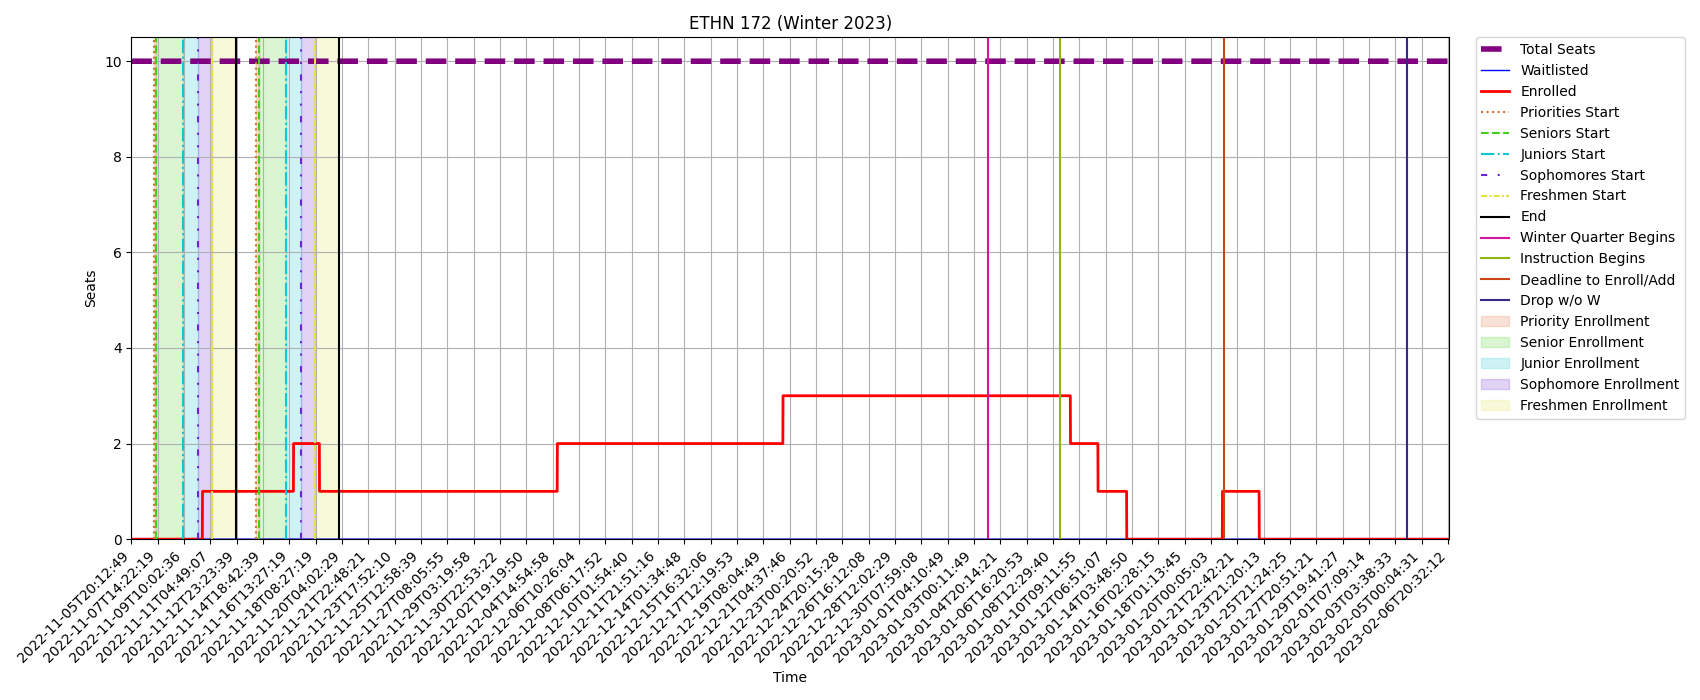 ETHN 172 (Winter 2023)
Seats
10
8
6
4
2
0
2022-11-05T20:12:49
2022-11-07T14:22:19
2022-11-09T10:02:36
2022-11-11T04:49:07
2022-11-12T23:23:39
2022-11-14T18:42:39
2022-11-16T13:27:19
2022-11-18T08:27:19
2022-11-20T04:02:29
2022-11-21T22:48:21
2022-11-23T17:52:10
2022-11-25T12:58:39
2022-11-27T08:05:55
2022-11-29T03:19:58
2022-11-30T22:53:22
2022-12-02T19:19:50
2022-12-04T14:54:58
2022-12-06T10:26:04
2022-12-08T06:17:52
2022-12-10T01:54:40
2022-12-11T21:51:16
2022-12-14T01:34:48
2022-12-15T16:32:06
2022-12-17T12:19:53
2022-12-19T08:04:49
2022-12-21T04:37:46
2022-12-23T00:20:52
2022-12-24T20:15:28
2022-12-26T16:12:08
2022-12-28T12:02:29
2022-12-30T07:59:08
2023-01-01T04:10:49
2023-01-03T00:11:49
2023-01-04T20:14:21
2023-01-06T16:20:53
2023-01-08T12:29:40
2023-01-10T09:11:55
2023-01-12T06:51:07
2023-01-14T03:48:50
2023-01-16T02:28:15
2023-01-18T01:13:45
2023-01-20T00:05:03
2023-01-21T22:42:21
2023-01-23T21:20:13
2023-01-25T21:24:25
2023-01-27T20:51:21
2023-01-29T19:41:27
2023-02-01T07:09:14
2023-02-03T03:38:33
2023-02-05T00:04:31
2023-02-06T20:32:12
Time
Total Seats
Waitlisted
Enrolled
Priorities Start
Seniors Start
Juniors Start
Sophomores Start
Freshmen Start
End
Winter Quarter Begins
Instruction Begins
Deadline to Enroll/Add
Drop w/o W
Priority Enrollment
Senior Enrollment
Junior Enrollment
Sophomore Enrollment
Freshmen Enrollment